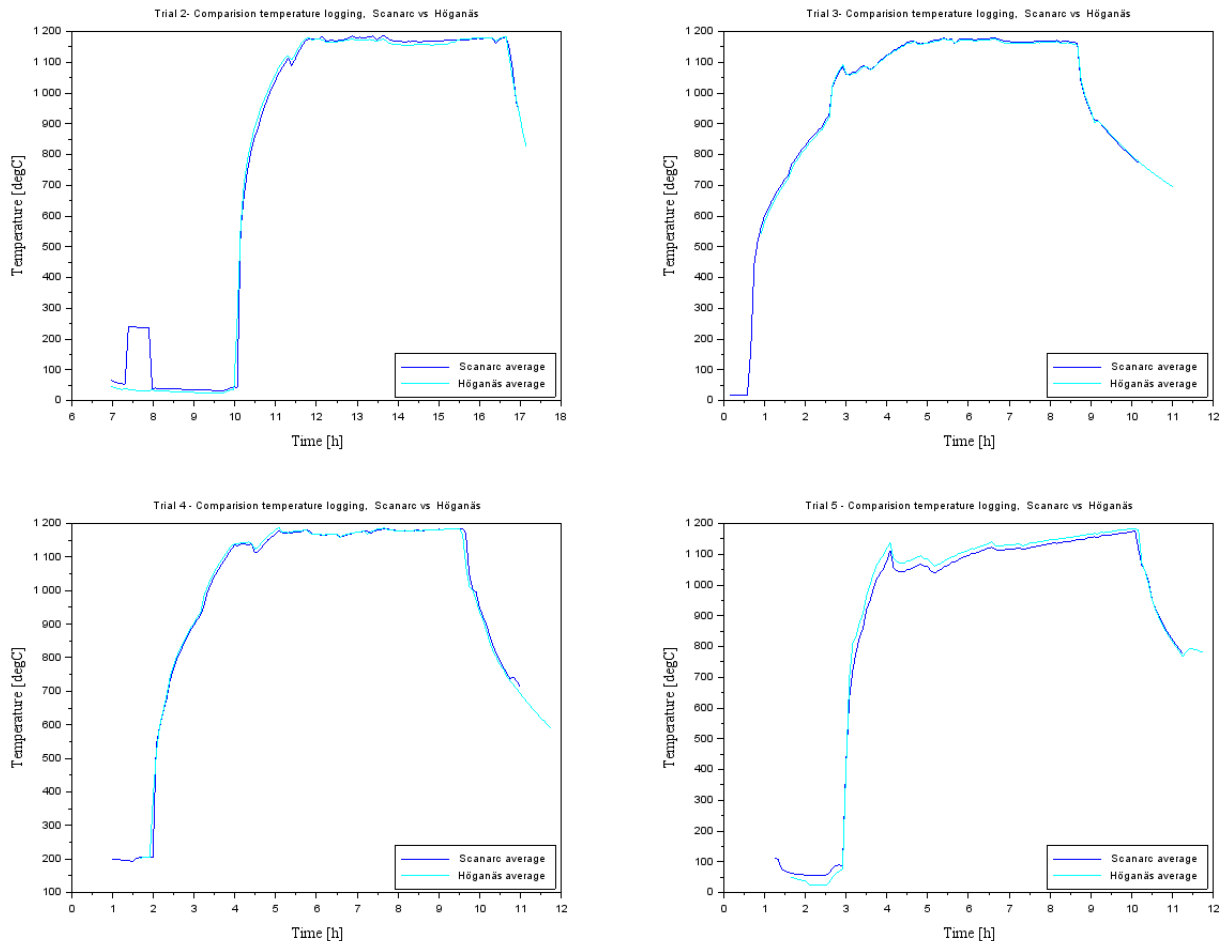 Trial 2- Comparision temperature logging, Scanarc vs Höganäs
1 200
1 100
1 000
900
800
700
600
500
400
300
200
100
0
Temperature [degC]
Scanarc average
Höganäs average
6 7 8 9 10 11 12 13 14 15 16 17 18
Time [h]
Trial 3- Comparision temperature logging, Scanarc vs Höganäs
1 200
1 100
1 000
900
800
700
600
500
400
300
200
100
0
Temperature [degC]
Scanarc average
Höganäs average
0 1 2 3 4 5 6 7 8 9 10 11 12
Time [h]
Trial 4- Comparision temperature logging, Scanarc vs Höganäs
1 200
1 100
1 000
900
800
700
600
500
400
300
200
100
Temperature [degC]
Scanarc average
Höganäs average
0 1 2 3 4 5 6 7 8 9 10 11 12
Time [h]
Trial 5 - Comparision temperature logging, Scanarc vs Höganäs
1 200
1 100
1 000
900
800
700
600
500
400
300
200
100
0
Temperature [degC]
Scanarc average
Höganäs average
0 1 2 3 4 5 6 7 8 9 10 11 12
Time [h]